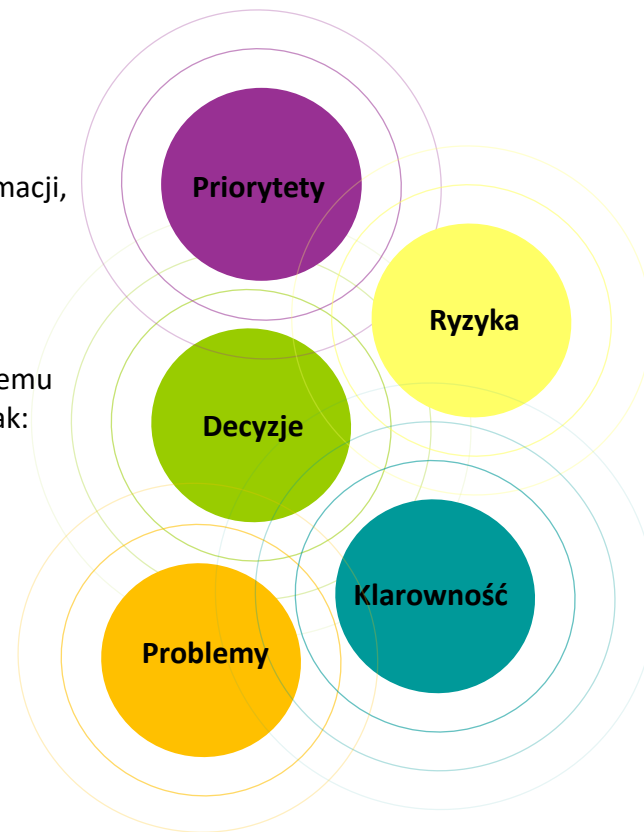 macji,
emu
ak:
Priorytety
Ryzyka
Decyzje
Klarowność
Problemy